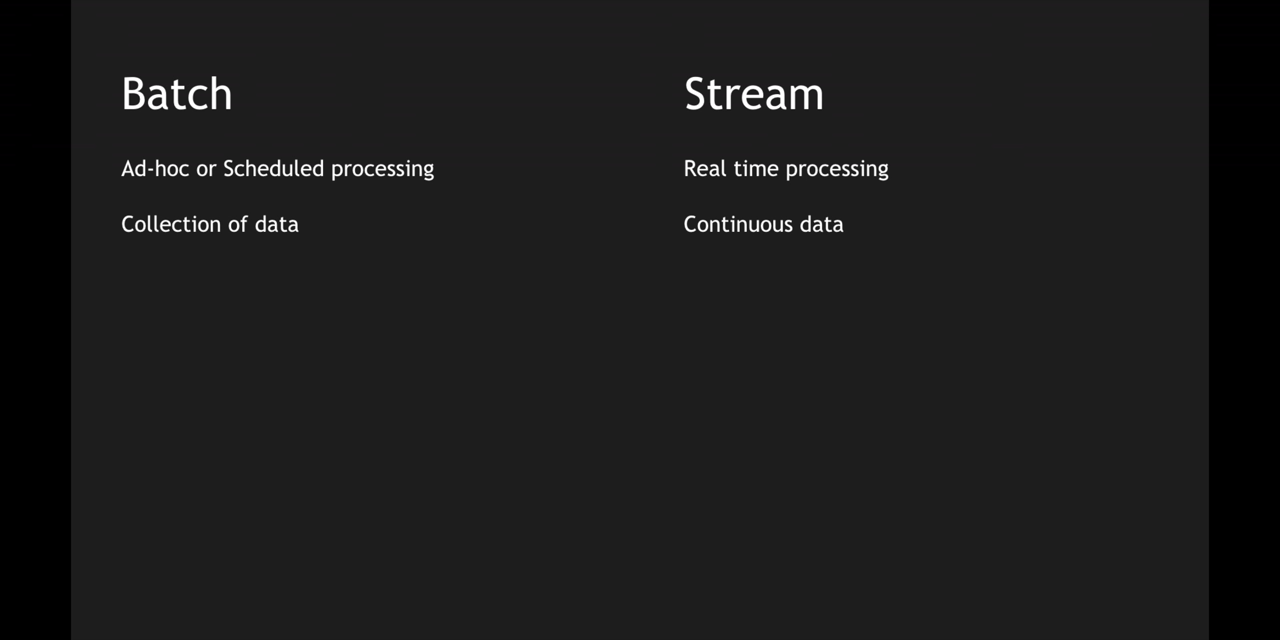 Batch
Ad-hoc or Scheduled processing
Collection of data
Stream
Real time processing
Continuous data